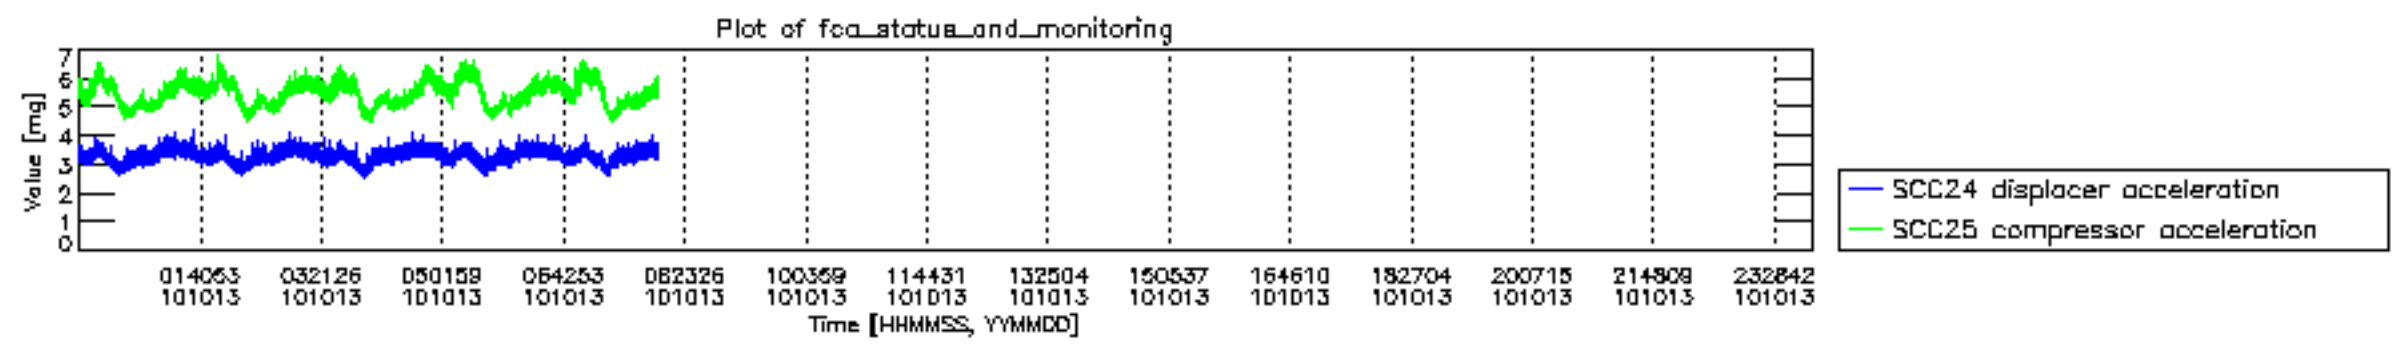 Plot of fca_status_and_monitoring
7
6
5
4
3
2
1
0
Value [mg]
SCC24 displacer acceleration
SCC25 compressor acceleration
014053 032126 050159 064253 082326 100359 114431 132504 150537 164610 182704 200715 214809 232842
101013 101013 101013 101013 101013 101013 101013 101013 101013 101013 101013 101013 101013 101013
Time [HHMMSS, YYMMDD]